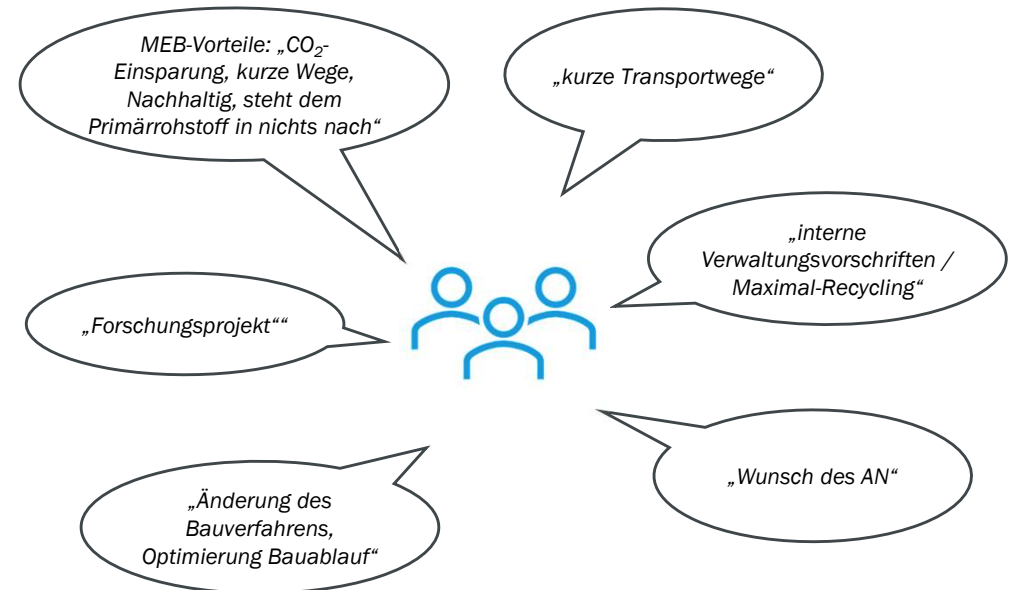 MEB-Vorteile: „CO₂-
Einsparung, kurze Wege,
Nachhaltig, steht dem
Primärrohstoff in nichts nach“
„kurze Transportwege“
„interne
Verwaltungsvorschriften /
Maximal-Recycling“
„Forschungsprojekt““
„Wunsch des AN“
„Änderung des
Bauverfahrens,
Optimierung Bauablauf“